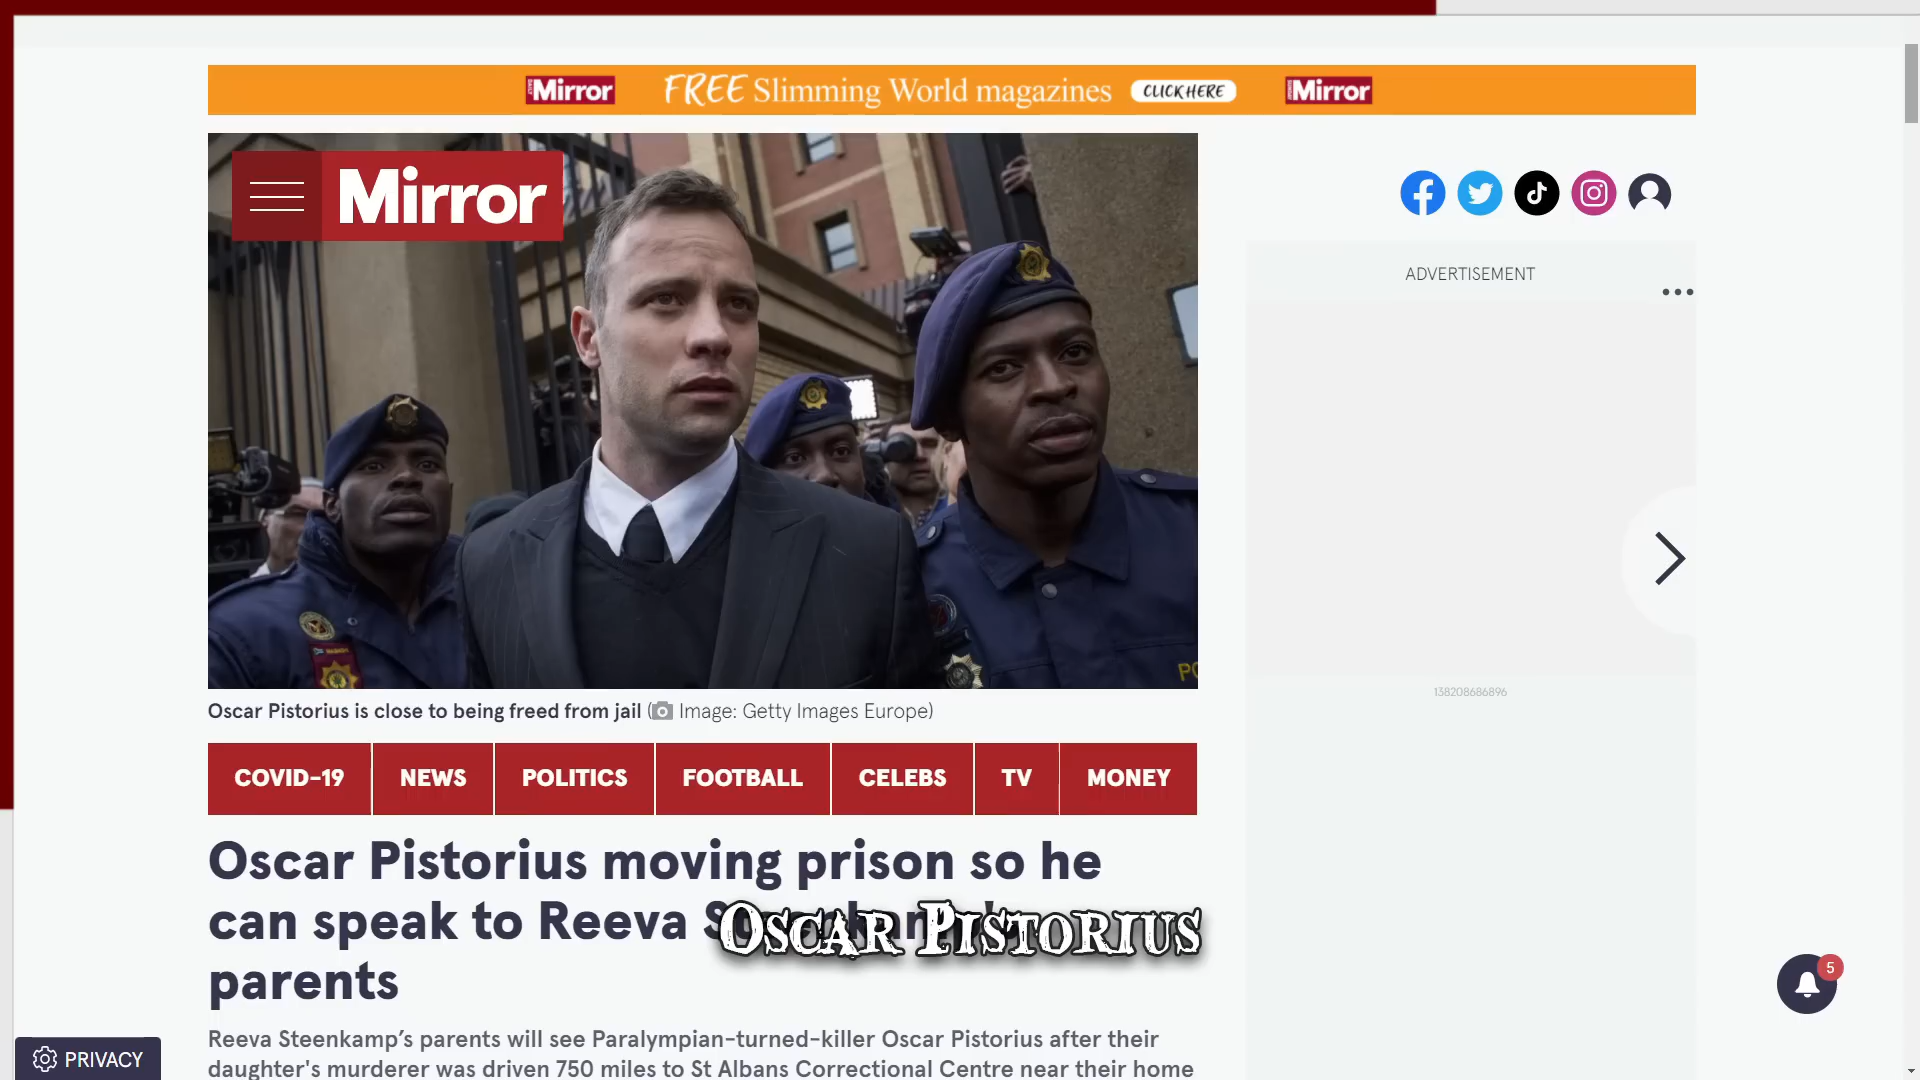 Mirror FREE Slimming World magazines CLICK HERE Mirror
Mirror
ADVERTISEMENT
138208686896
Oscar Pistorius is close to being freed from jail (Image: Getty Images Europe)
COVID-19 NEWS POLITICS FOOTBALL CELEBS TV MONEY
Oscar Pistorius moving prison so he
can speak to Reeva
OSCAR PISTORIUS
parents
5
Reeva Steenkamp’s parents will see Paralympian-turned-killer Oscar Pistorius after their
daughter's murderer was driven 750 miles to St Albans Correctional Centre near their home
PRIVACY